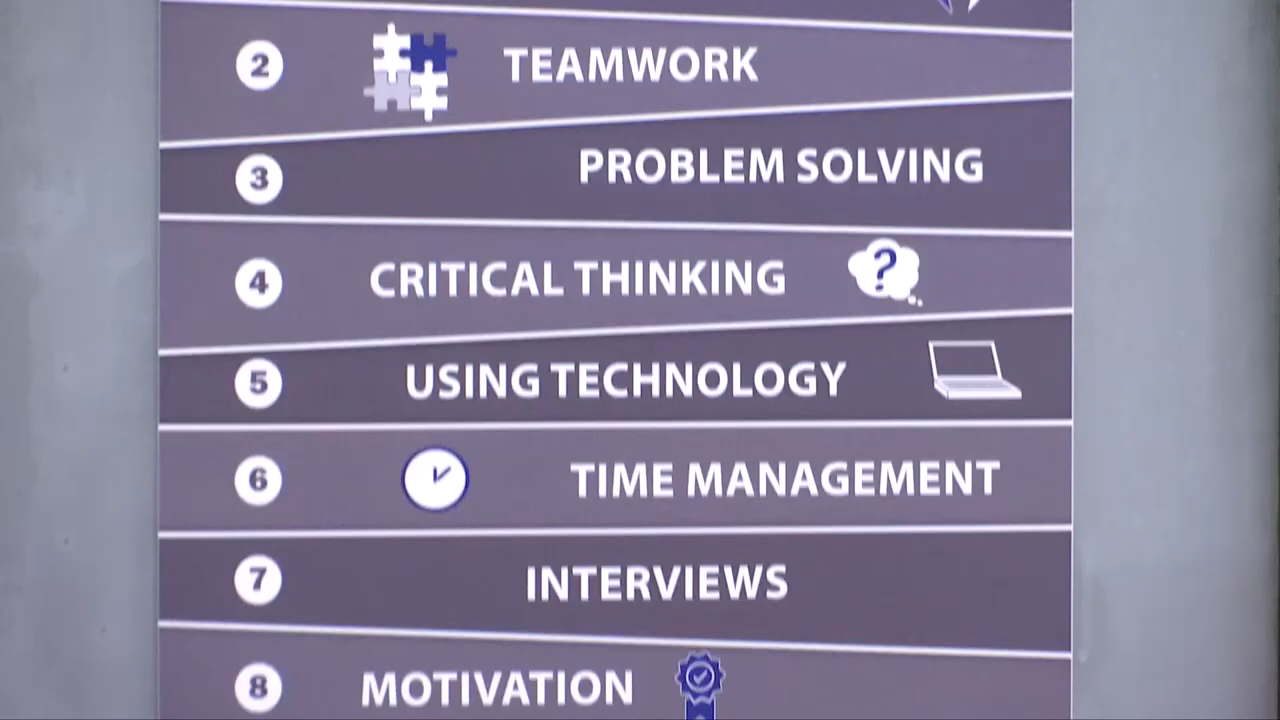 2 TEAMWORK
3 PROBLEM SOLVING
4 CRITICAL THINKING ?
5 USING TECHNOLOGY
6 TIME MANAGEMENT
7 INTERVIEWS
8 MOTIVATION